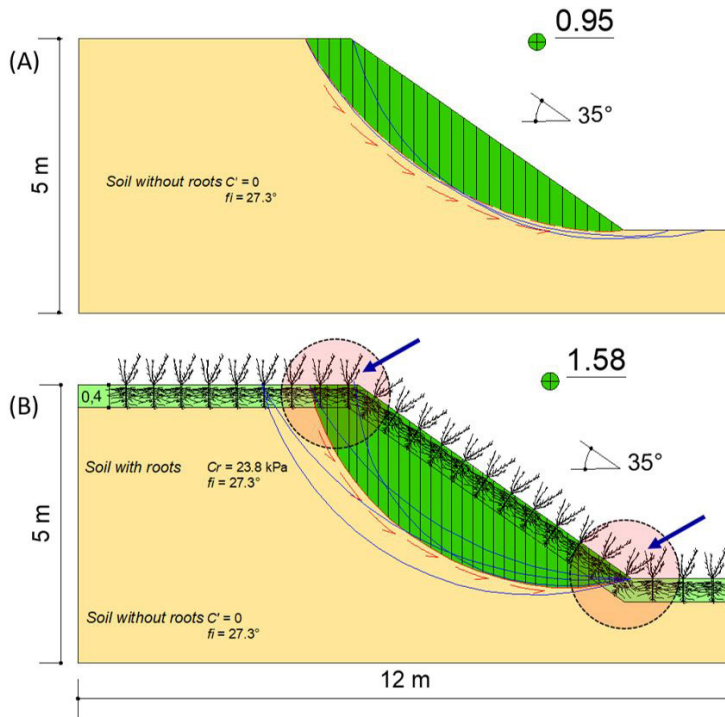 (A)
0.95
35°
5 m
Soil without roots C' = 0
fi = 27.3°
(B)
1.58
0,4
35°
Soil with roots Cr = 23.8 kPa
fi = 27.3°
5 m
Soil without roots C' = 0
fi = 27.3°
12 m